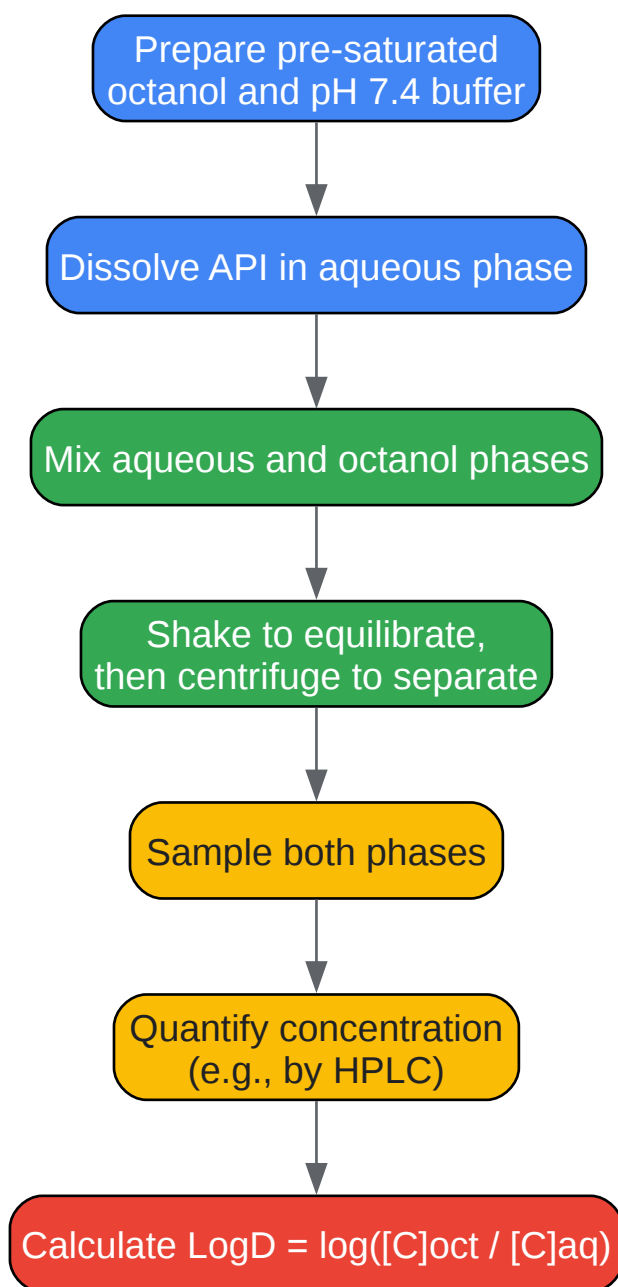 Prepare pre-saturated
octanol and pH 7.4 buffer
Dissolve API in aqueous phase
Mix aqueous and octanol phases
Shake to equilibrate,
then centrifuge to separate
Sample both phases
Quantify concentration
(e.g., by HPLC)
Calculate LogD = log([C]oct / [C]aq)